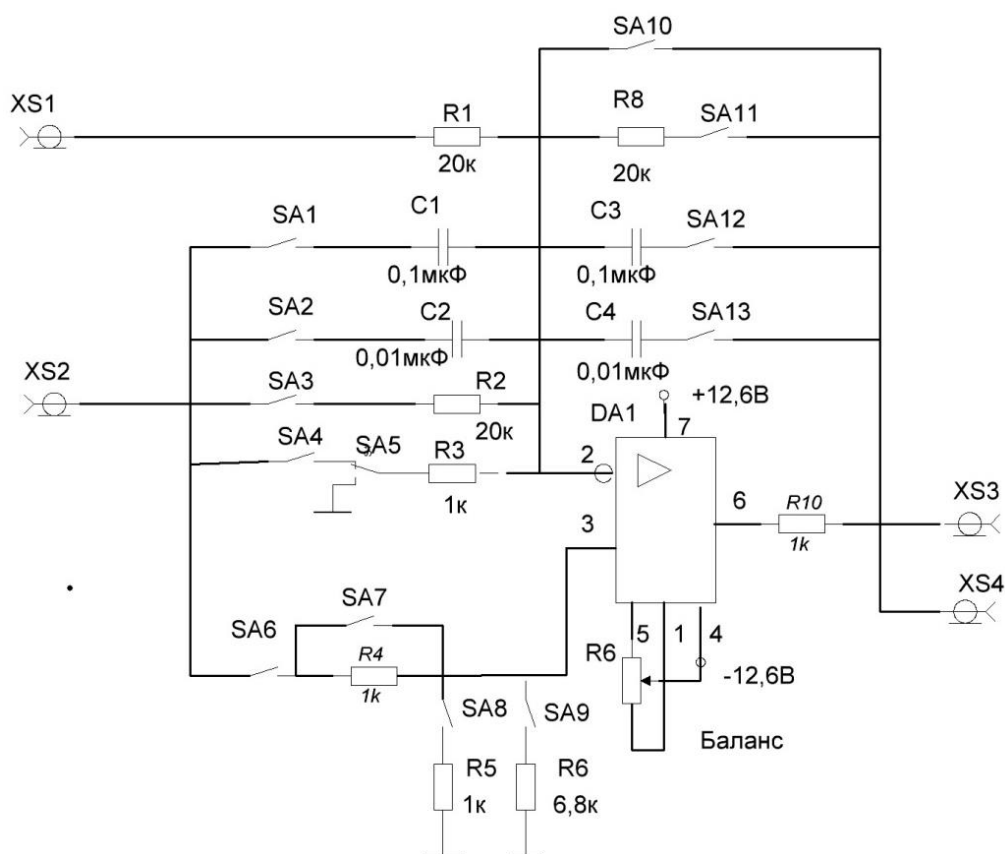 SA10
XS1
R1
R8
SA11
20к
20к
SA1
C1
C3
SA12
0,1мкФ
0,1мкФ
SA2
C2
C4
SA13
0,01мкФ
0,01мкФ
XS2
SA3
R2
20к
DA1
+12,6В
7
SA4
SA5
R3
1к
2
3
6
R10
1k
XS3
XS4
SA7
SA6
R4
1k
5
1
4
R6
-12,6В
SA8
SA9
Баланс
R5
1к
R6
6,8к